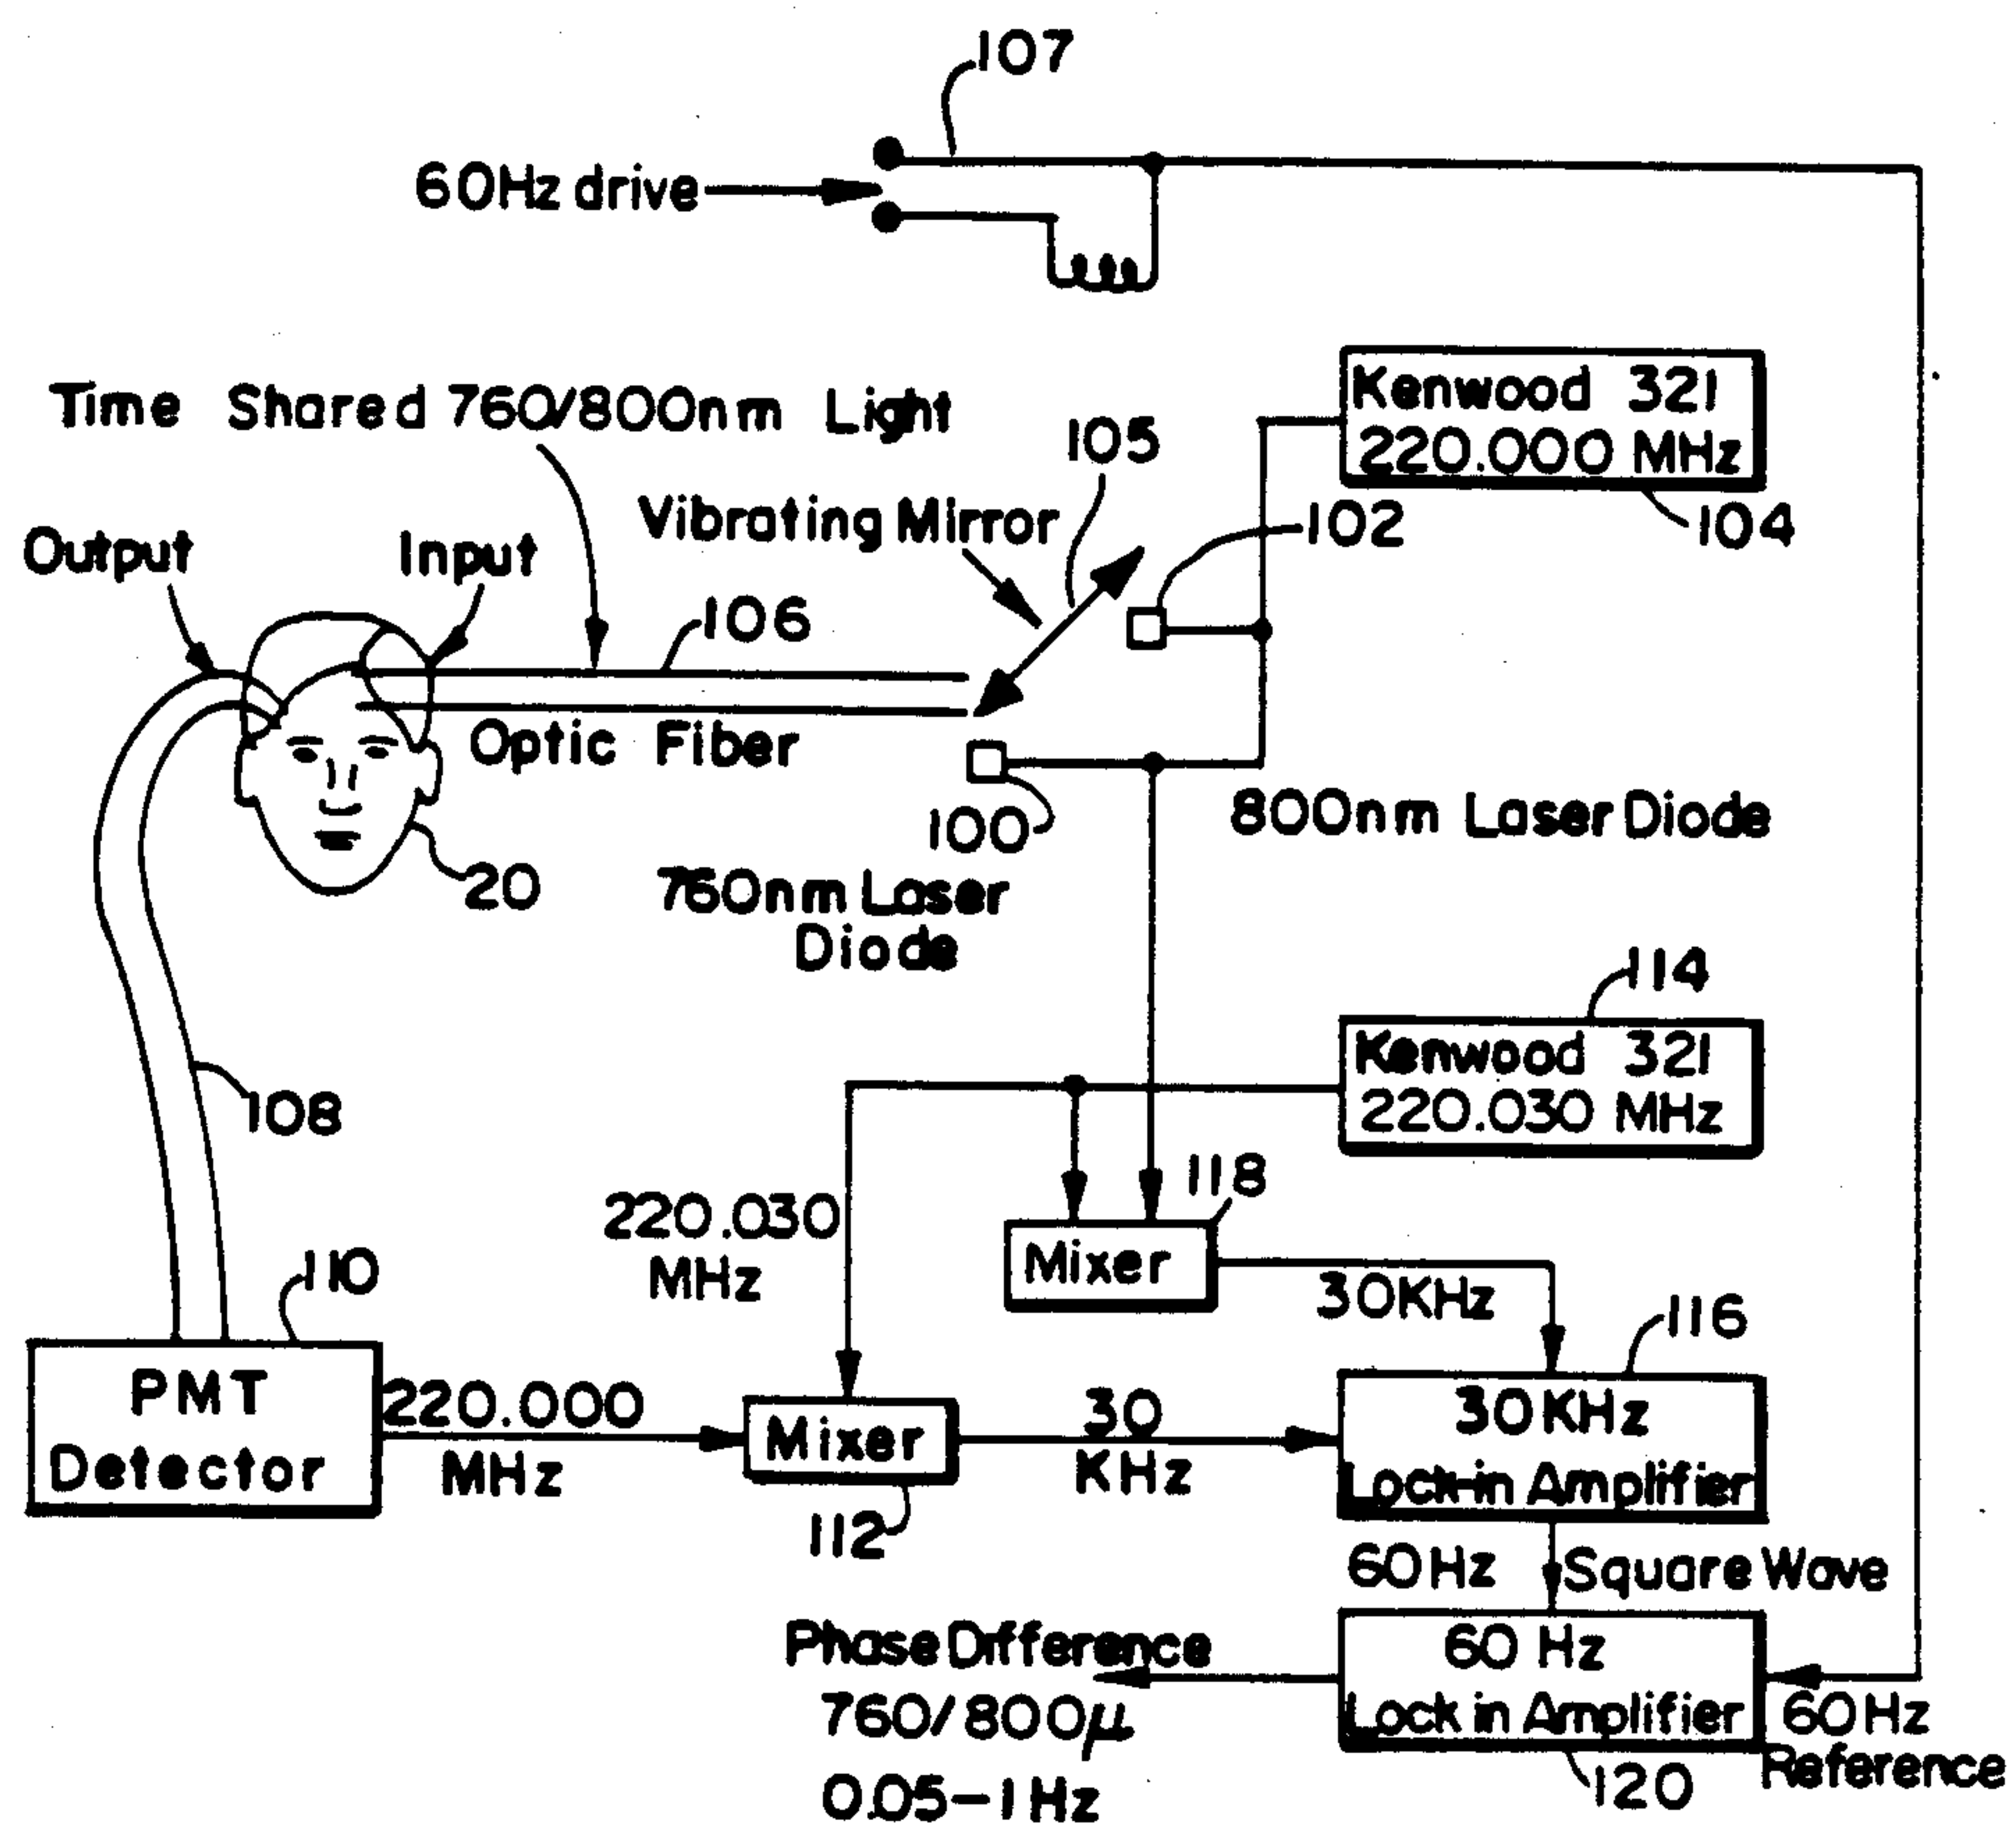 107
60Hz drive
Kenwood 321
220.000 MHz
104
Time Shared 760/800nm Light
105
Vibrating Mirror
102
Output
Input
106
Optic Fiber
100
760nm Laser
Diode
800nm Laser Diode
20
114
Kenwood 321
220.030 MHz
108
118
220.030
MHz
Mixer
30KHz
110
116
PMT
Detector
220.000
MHz
Mixer
112
30
KHz
30KHz
Lock-in Amplifier
60Hz
Square Wave
Phase Difference
760/800μ
0.05-1Hz
60 Hz
Lock in Amplifier
120
60Hz
Reference